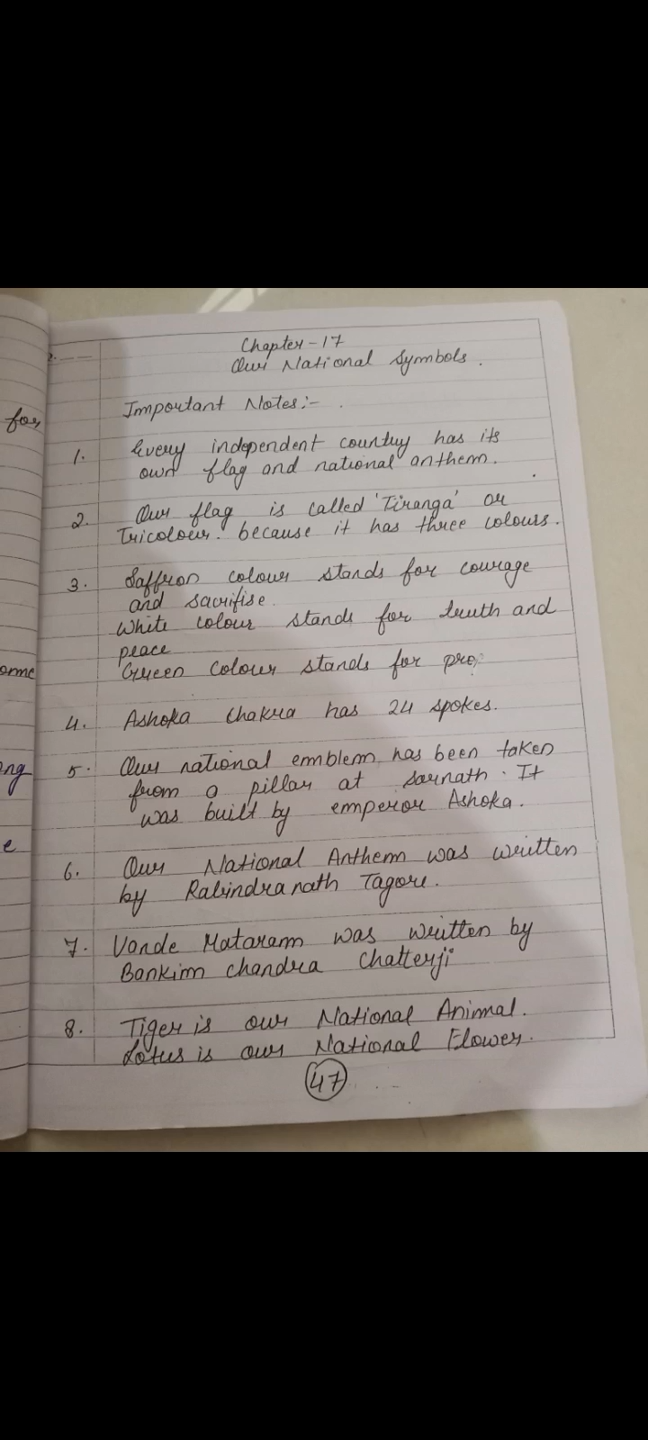 Chapter-17
Our National Symbols.
for
Important Notes:-
1. Every independent country has its
own flag and national anthem.
2. Our flag is called 'Tiranga' or
Tricolour. because it has three colours.
3. Saffron colour stands for courage
and sacrifise.
White colour stands for truth and
peace
Green colour stands for pro
4. Ashoka Chakra has 24 spokes.
5. Our national emblem has been taken
from a pillar at sarnath. It
was built by emperor Ashoka.
6. Our National Anthem was written
by Rabindranath Tagore.
7. Vande Mataram was written by
Bankim chandra Chatterji
8. Tiger is our National Animal.
Lotus is our National Flower.
47